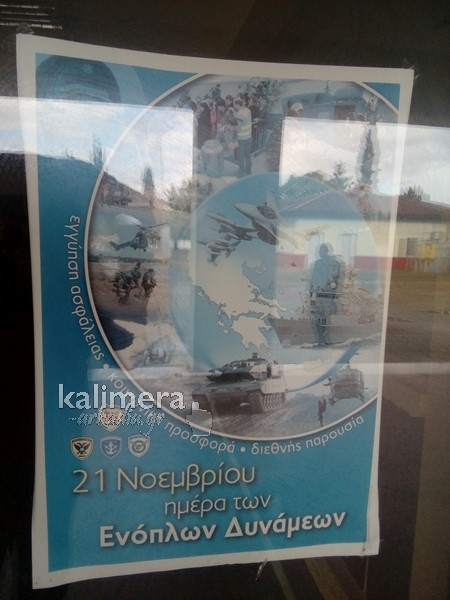 εγγύηση ασφάλειας • προσφορά • διεθνής παρουσία
kalimera
-arkadia.gr
21 Νοεμβρίου
ημέρα των
Ενόπλων Δυνάμεων